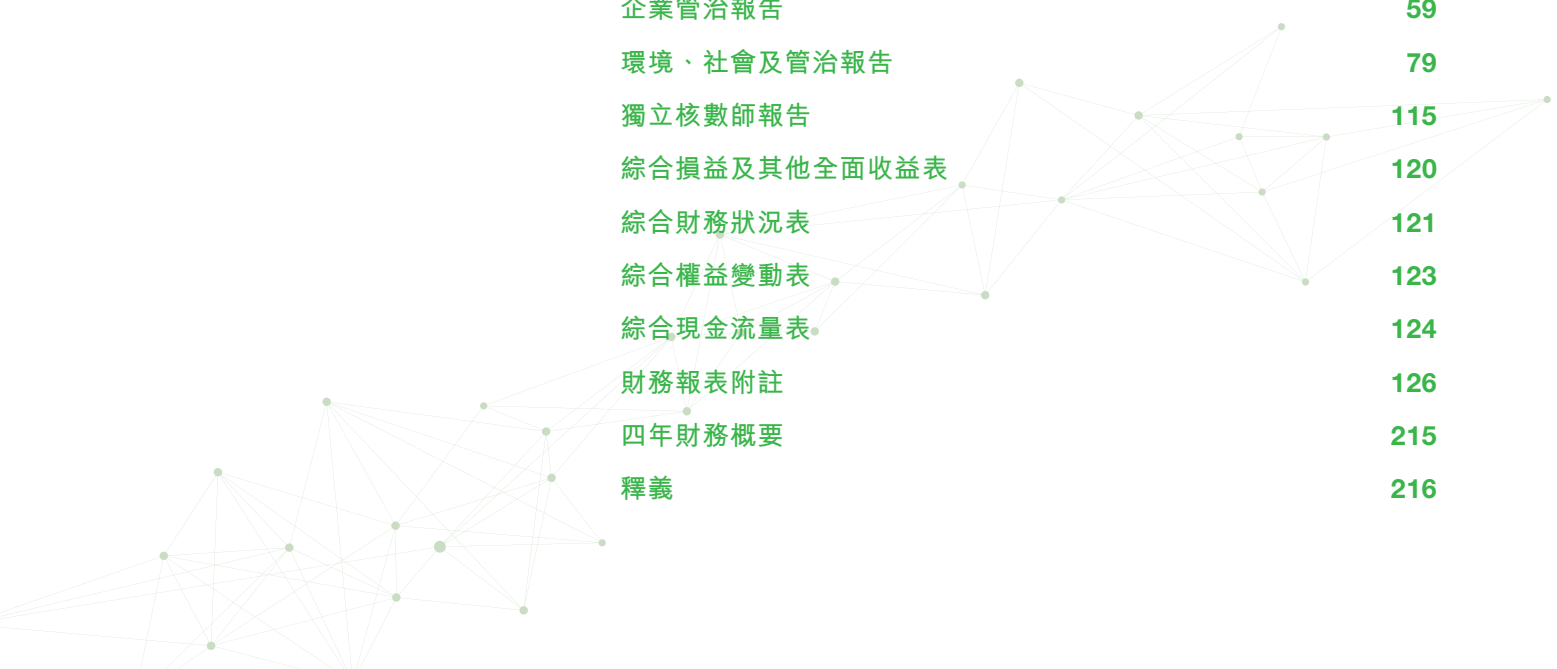 企業管治報告 59
環境、社會及管治報告 79
獨立核數師報告 115
綜合損益及其他全面收益表 120
綜合財務狀況表 121
綜合權益變動表 123
綜合現金流量表 124
財務報表附註 126
四年財務概要 215
釋義 216